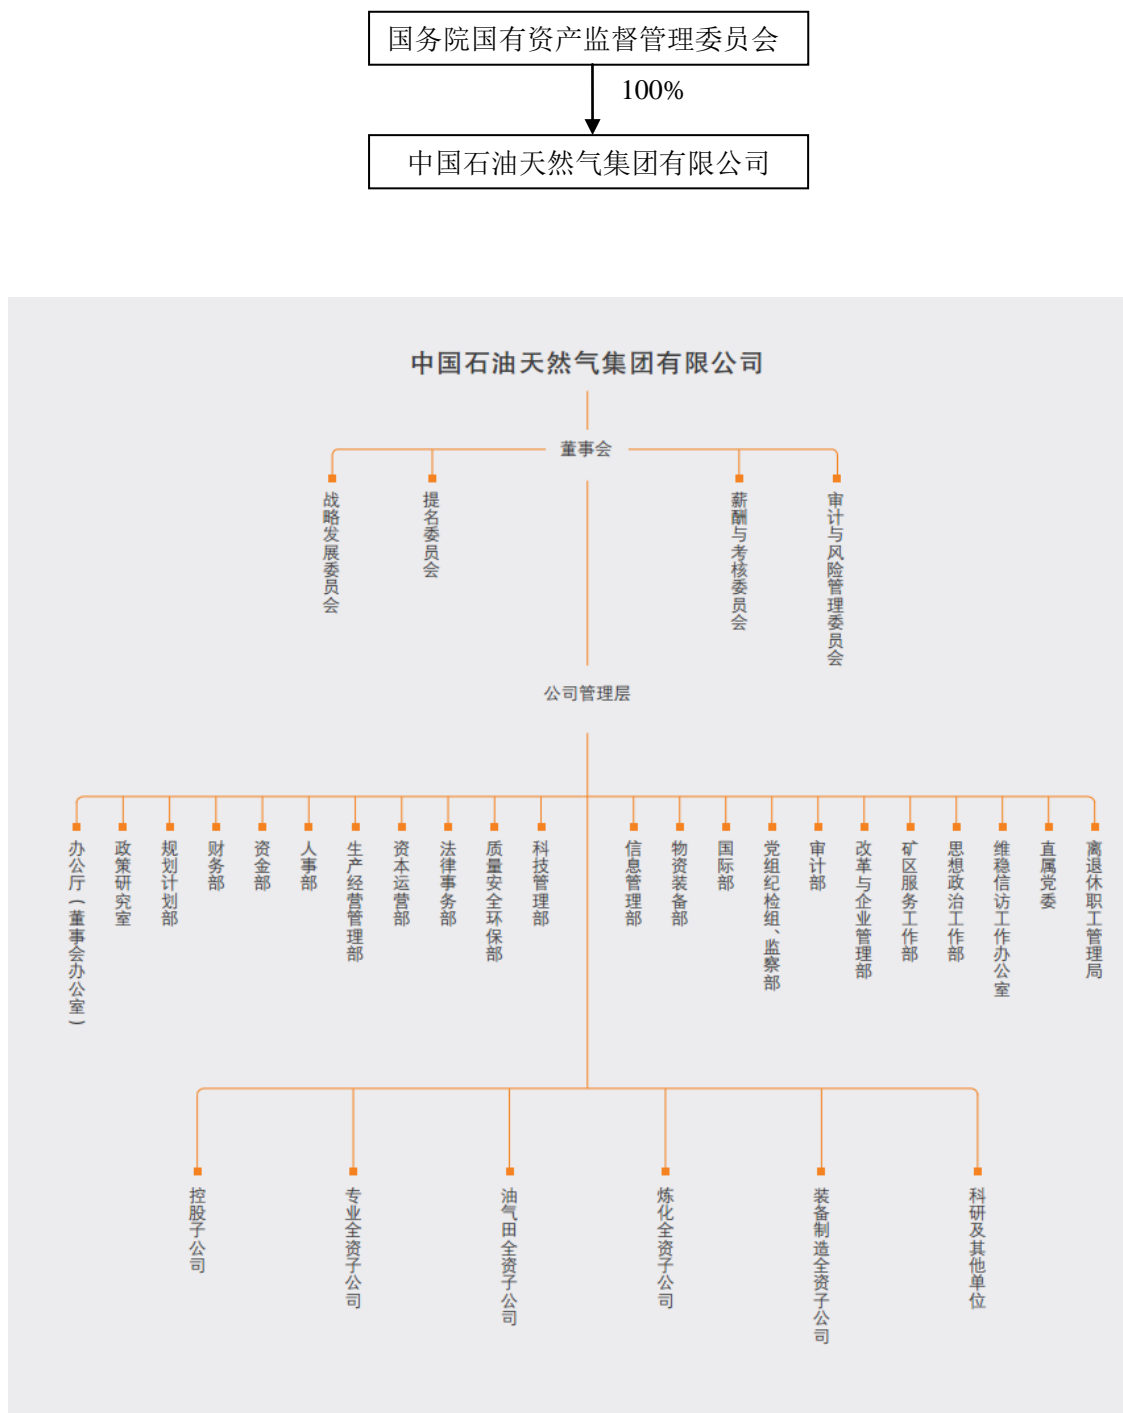 国务院国有资产监督管理委员会
100%
中国石油天然气集团有限公司
中国石油天然气集团有限公司
董事会
战略发展委员会
提名委员会
薪酬与考核委员会
审计与风险管理委员会
公司管理层
办公厅（董事会办公室）
政策研究室
规划计划部
财务部
资金部
人事部
生产经营管理部
资本运营部
法律事务部
质量安全环保部
科技管理部
信息管理部
物资装备部
国际部
党组纪检组、监察部
审计部
改革与企业管理部
矿区服务工作部
思想政治工作部
维稳信访工作办公室
直属党委
离退休职工管理局
控股子公司
专业全资子公司
油气田全资子公司
炼化全资子公司
装备制造全资子公司
科研及其他单位